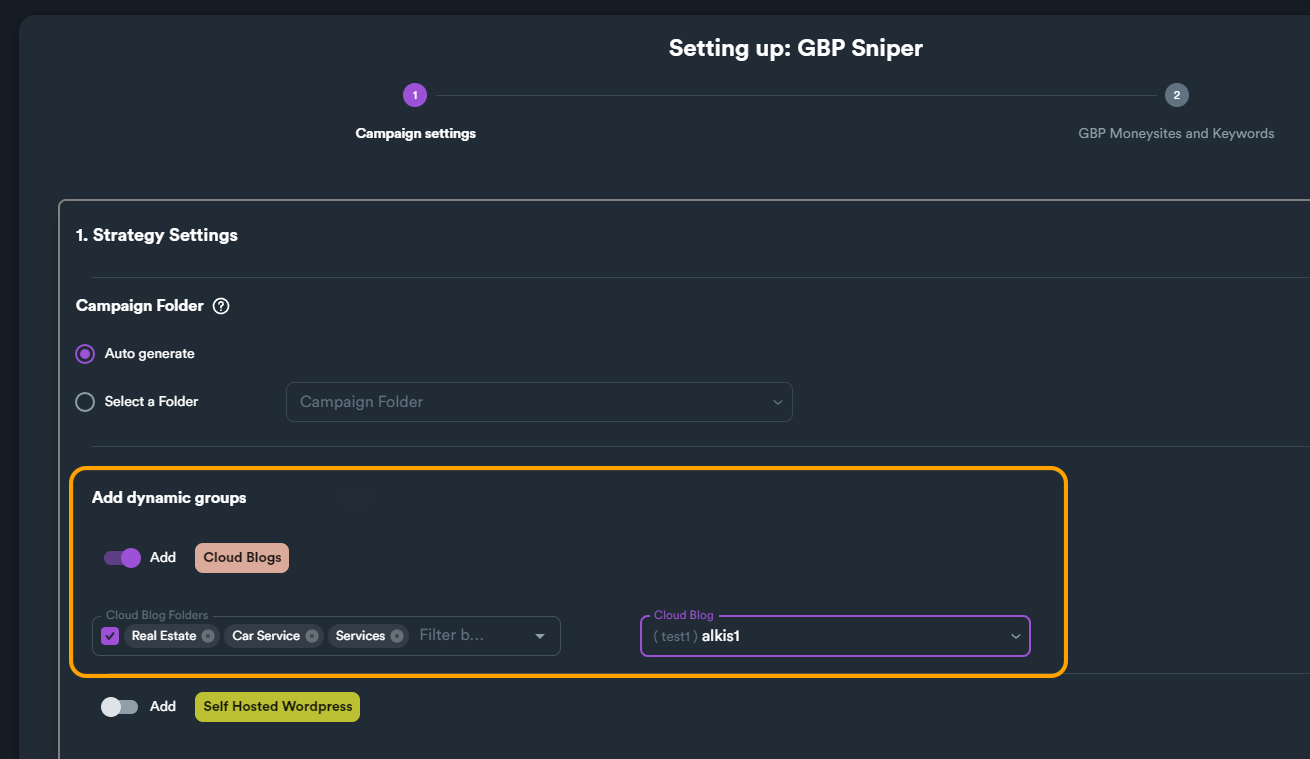 Setting up: GBP Sniper
1 2
Campaign settings GBP Moneysites and Keywords
1. Strategy Settings
Campaign Folder ?
Auto generate
Select a Folder Campaign Folder
Add dynamic groups
Add Cloud Blogs
Cloud Blog Folders Cloud Blog
Real Estate Car Service Services Filter b... ( test1 ) alkis1
Add Self Hosted Wordpress